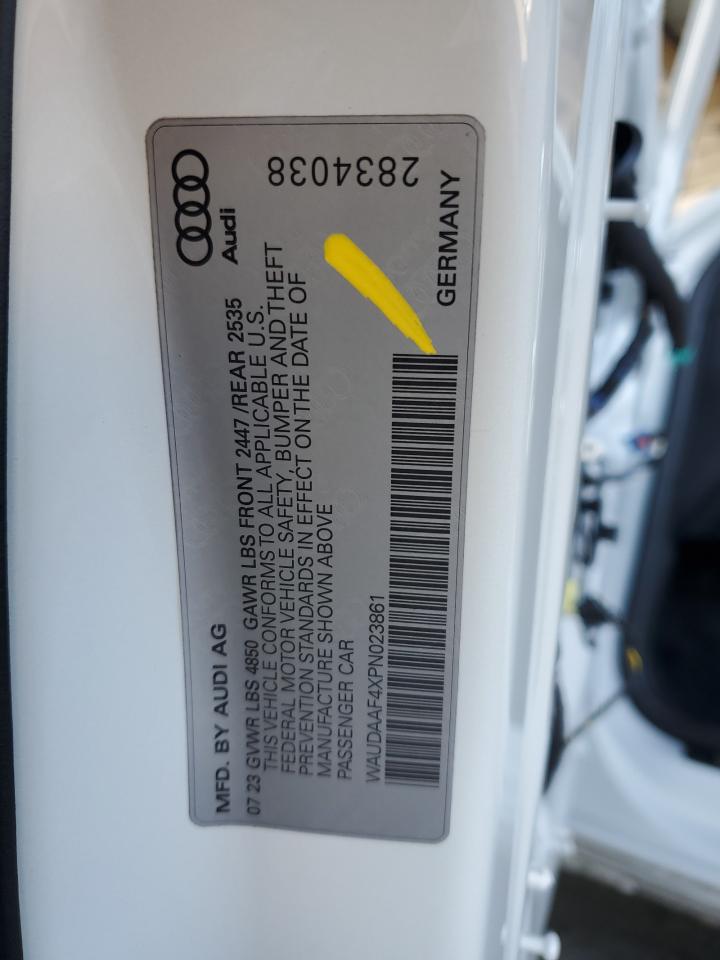 MFD. BY AUDI AG
Audi
07 23 GVWR LBS 4850 GAWR LBS FRONT 2447 /REAR 2535
THIS VEHICLE CONFORMS TO ALL APPLICABLE U.S.
FEDERAL MOTOR VEHICLE SAFETY, BUMPER AND THEFT
PREVENTION STANDARDS IN EFFECT ON THE DATE OF
MANUFACTURE SHOWN ABOVE
PASSENGER CAR
WAUDAAF4XPN023861
GERMANY
2834038